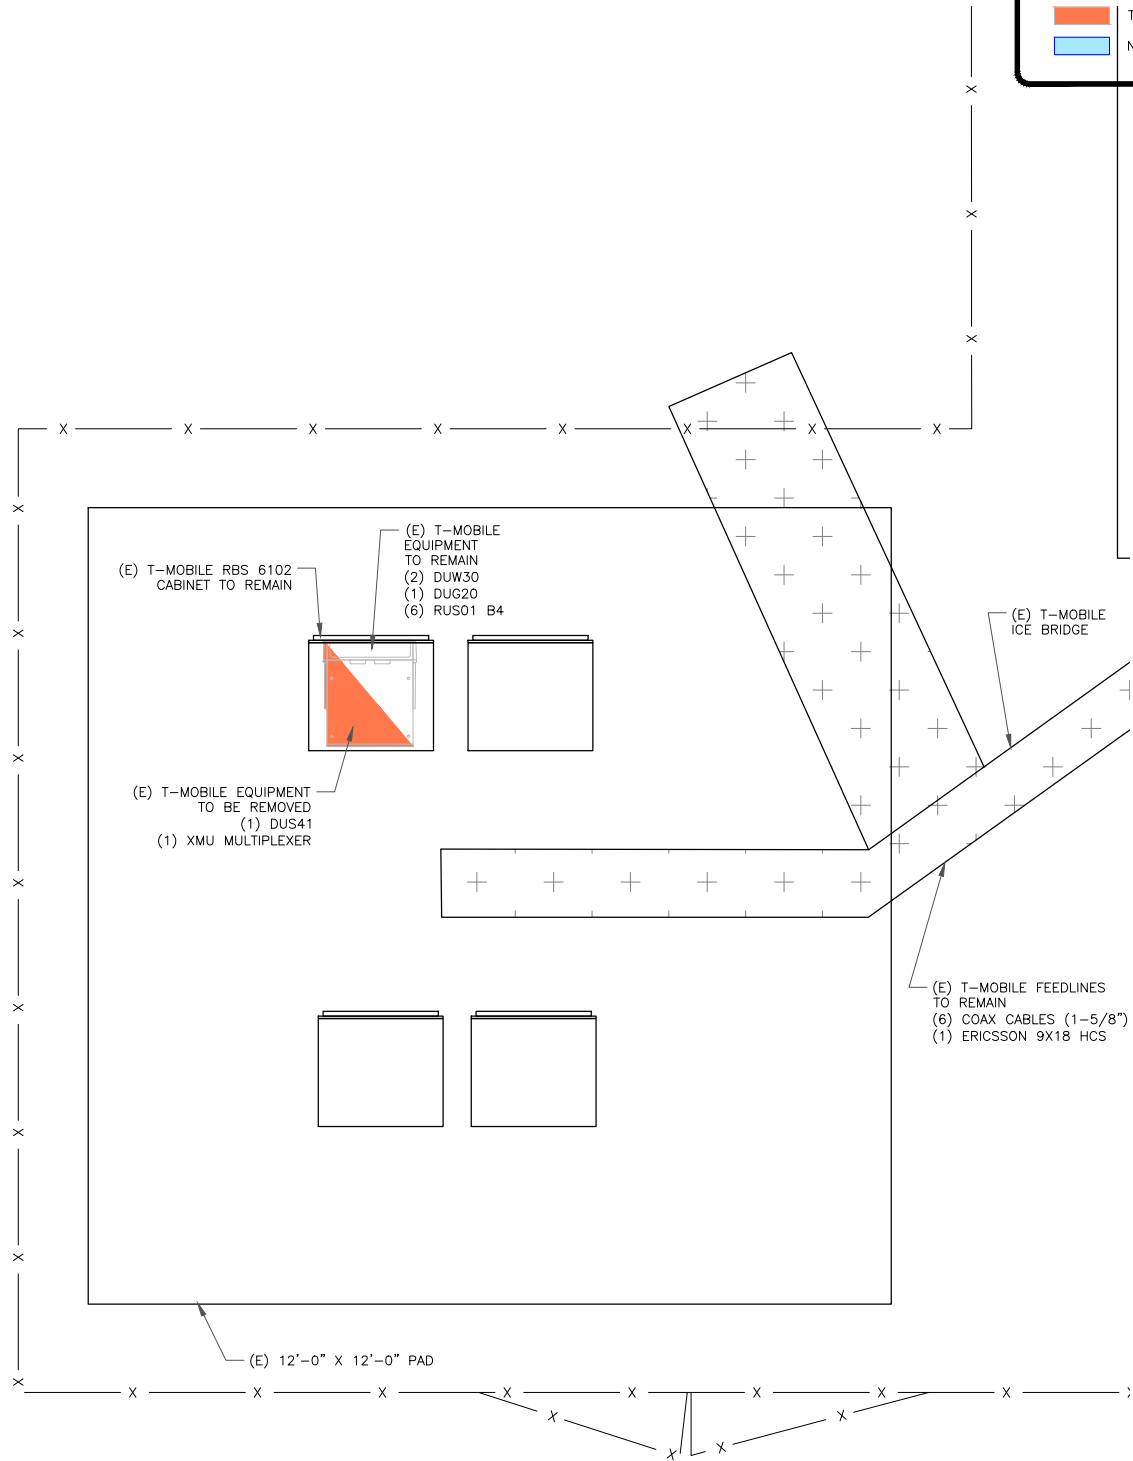 T
N
(E) T-MOBILE
EQUIPMENT
TO REMAIN
(2) DUW30
(1) DUG20
(6) RUS01 B4
(E) T-MOBILE RBS 6102
CABINET TO REMAIN
(E) T-MOBILE
ICE BRIDGE
(E) T-MOBILE EQUIPMENT
TO BE REMOVED
(1) DUS41
(1) XMU MULTIPLEXER
(E) T-MOBILE FEEDLINES
TO REMAIN
(6) COAX CABLES (1-5/8")
(1) ERICSSON 9X18 HCS
(E) 12'-0" X 12'-0" PAD